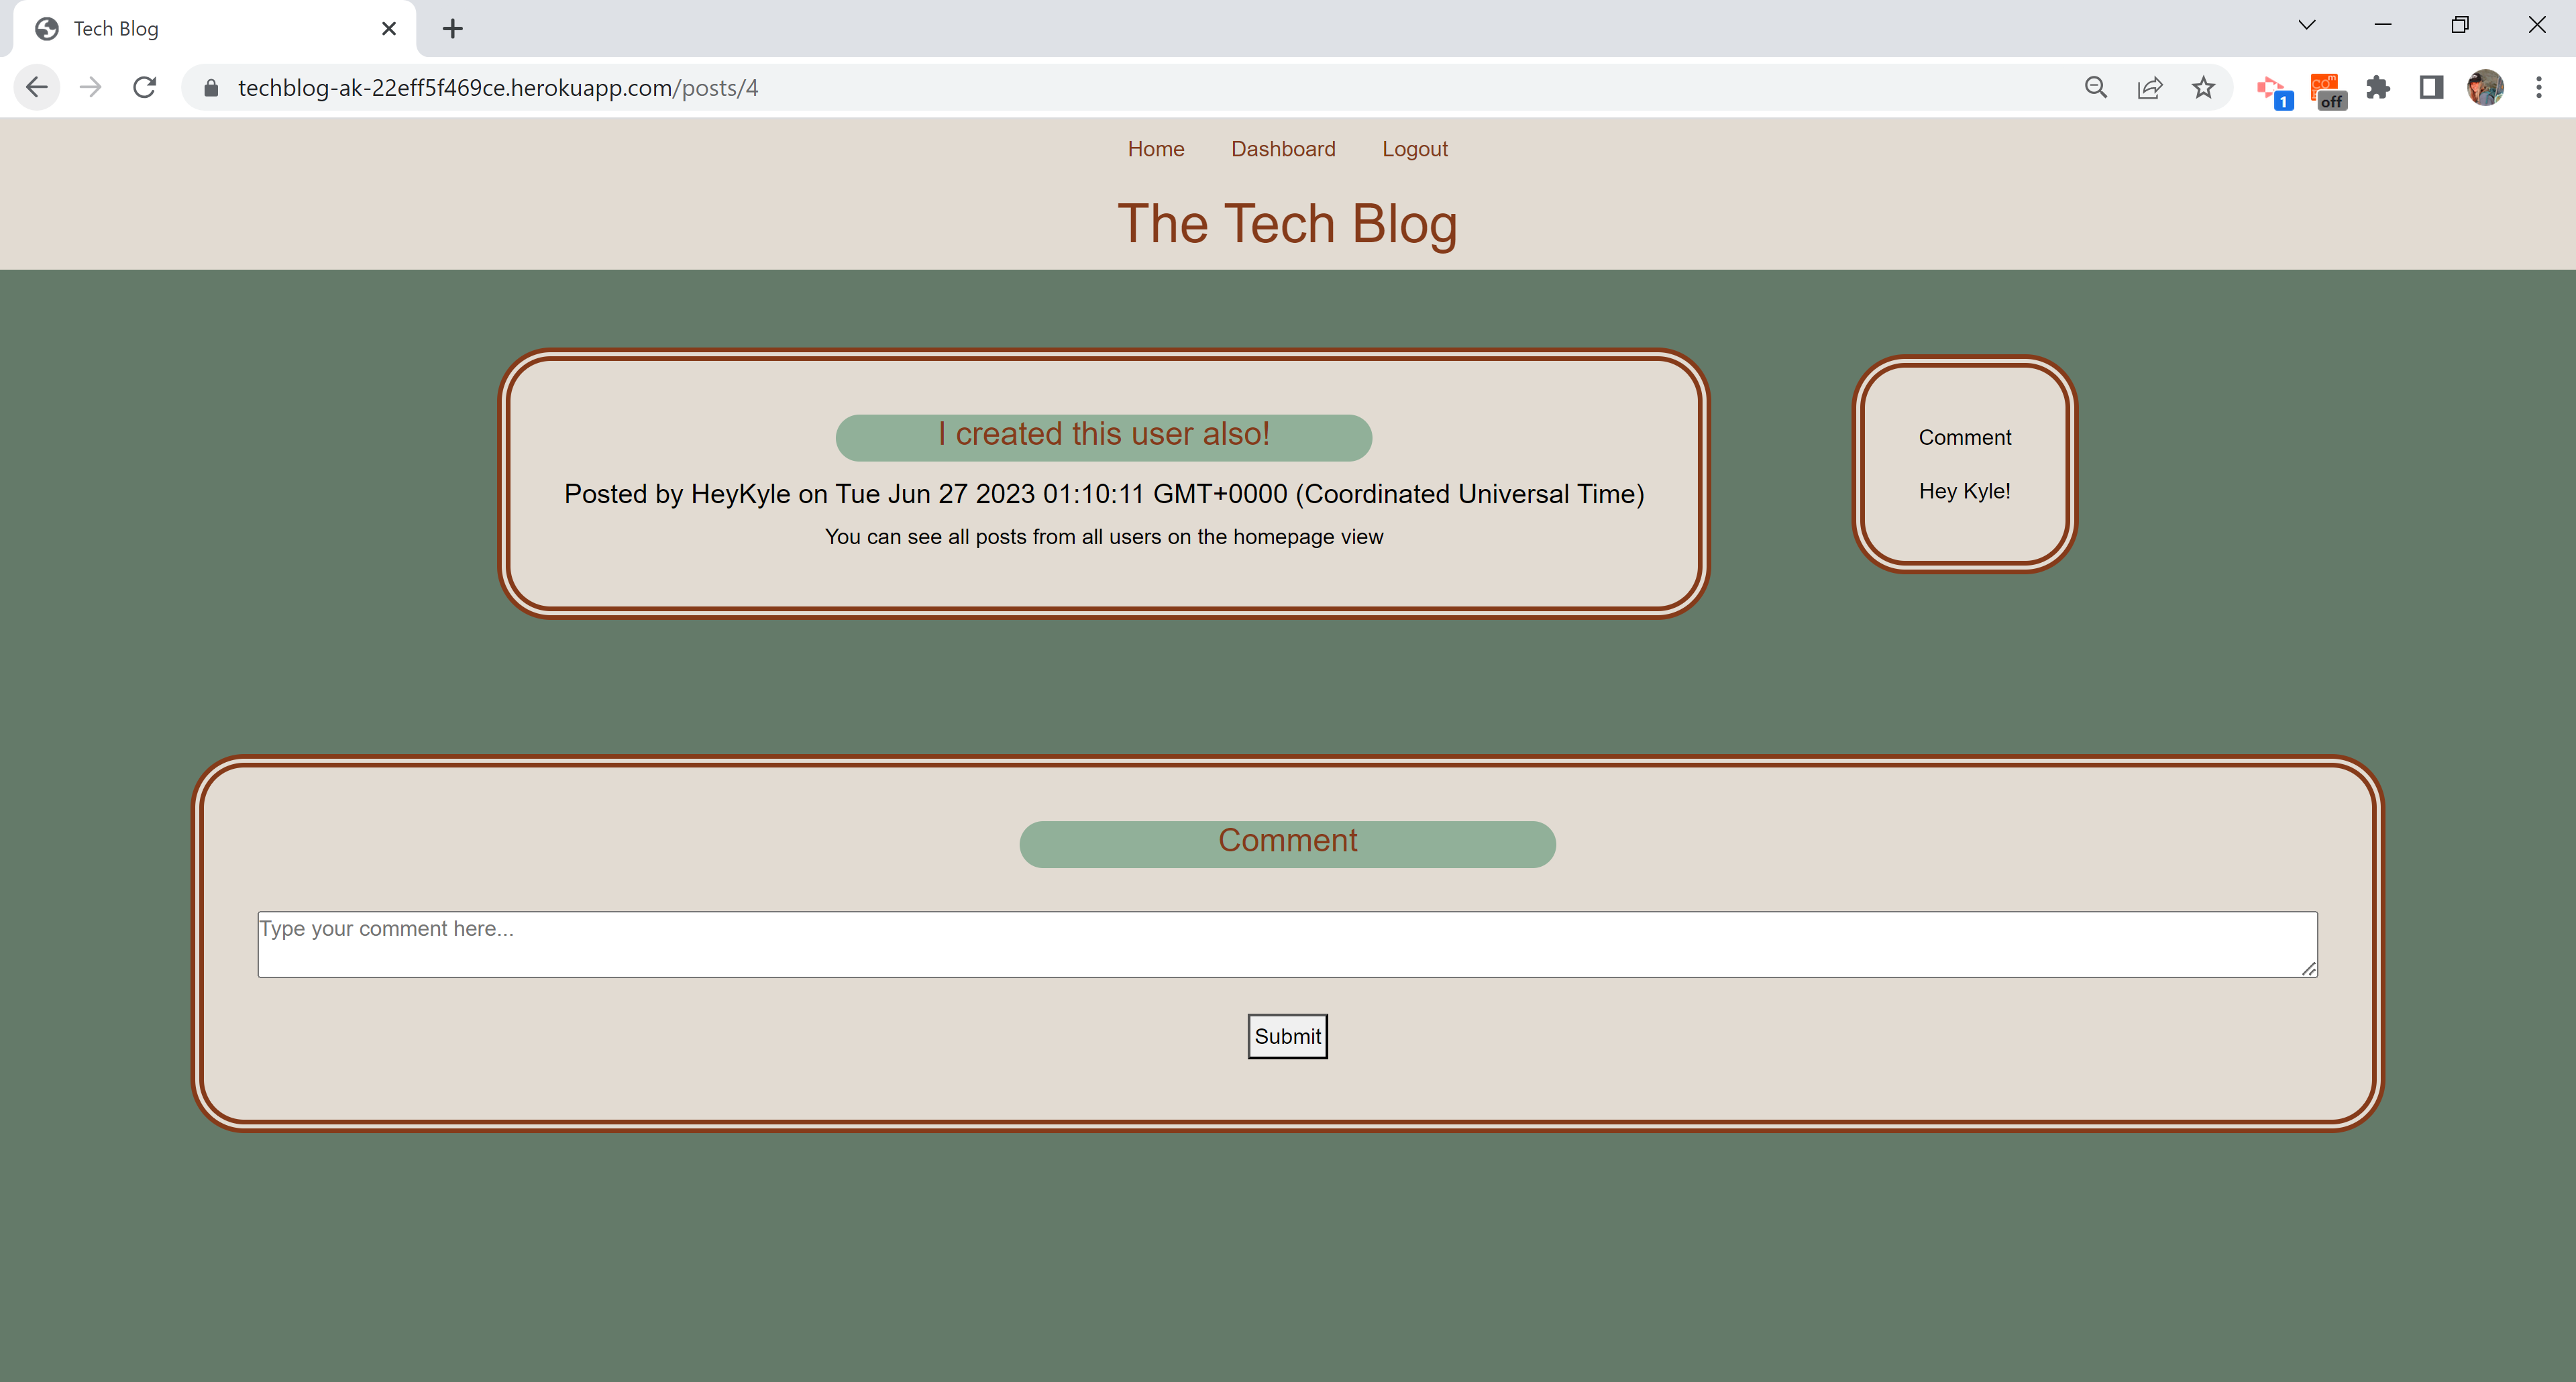 Tech Blog
techblog-ak-22eff5f469ce.herokuapp.com/posts/4
1
off
Home Dashboard Logout
The Tech Blog
I created this user also!
Posted by HeyKyle on Tue Jun 27 2023 01:10:11 GMT+0000 (Coordinated Universal Time)
You can see all posts from all users on the homepage view
Comment
Hey Kyle!
Comment
Type your comment here...
Submit